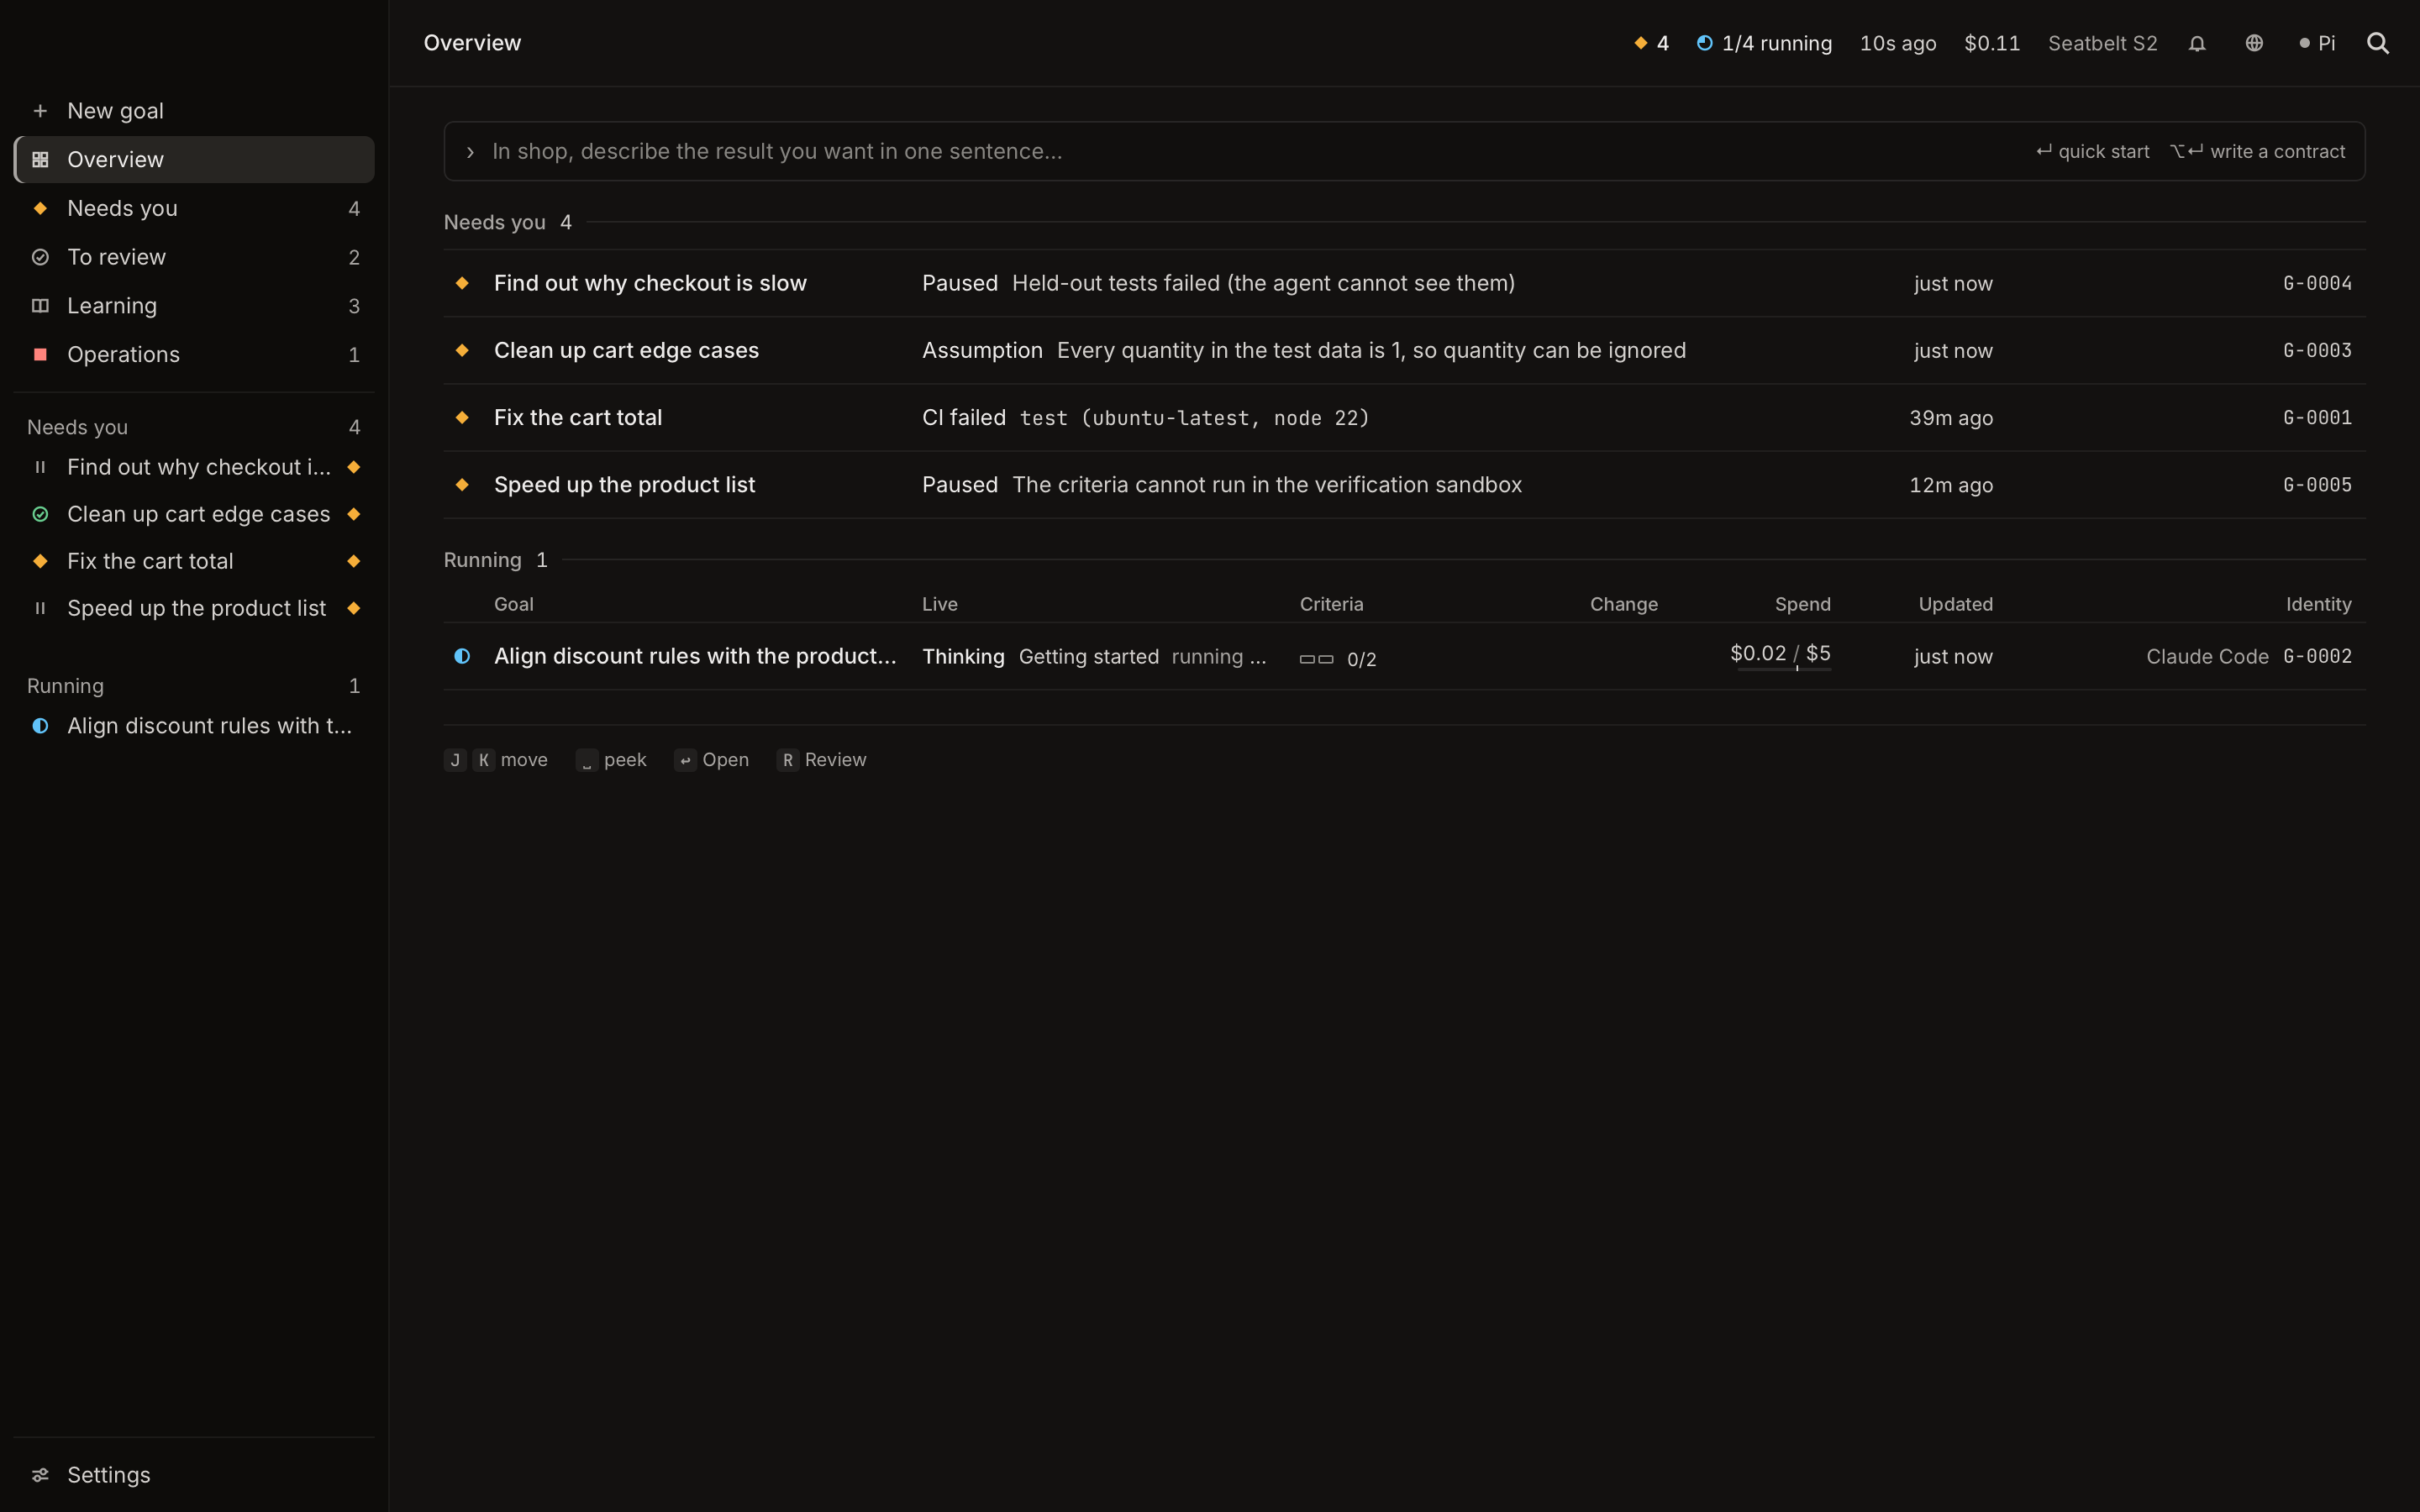 Overview
4 1/4 running 10s ago $0.11 Seatbelt S2 Pi
New goal
Overview
Needs you 4
To review 2
Learning 3
Operations 1
Needs you 4
Find out why checkout i...
Clean up cart edge cases
Fix the cart total
Speed up the product list
Running 1
Align discount rules with t...
Settings
› In shop, describe the result you want in one sentence... ↵ quick start ⌥↵ write a contract
Needs you 4
Find out why checkout is slow Paused Held-out tests failed (the agent cannot see them) just now G-0004
Clean up cart edge cases Assumption Every quantity in the test data is 1, so quantity can be ignored just now G-0003
Fix the cart total CI failed test (ubuntu-latest, node 22) 39m ago G-0001
Speed up the product list Paused The criteria cannot run in the verification sandbox 12m ago G-0005
Running 1
Goal Live Criteria Change Spend Updated Identity
Align discount rules with the product... Thinking Getting started running ... 0/2 $0.02 / $5 just now Claude Code G-0002
J K move ␣ peek ↩ Open R Review